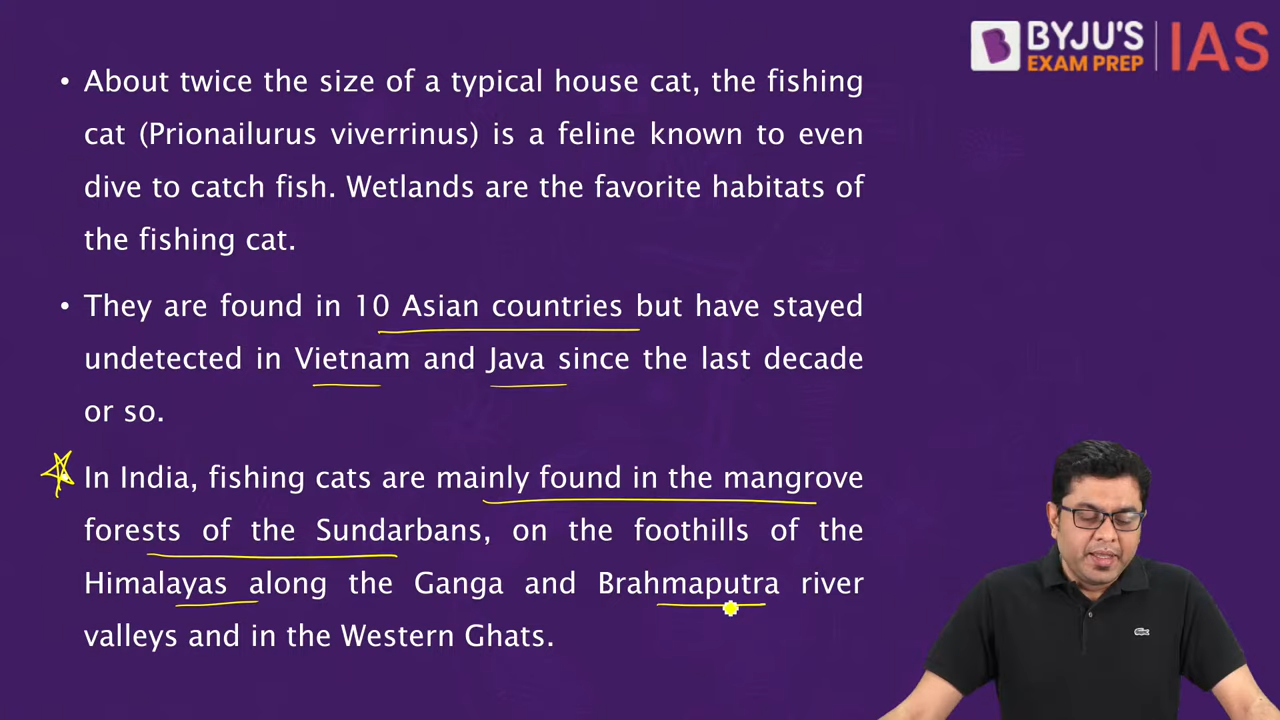 BYJU'S
EXAM PREP
IAS
• About twice the size of a typical house cat, the fishing
cat (Prionailurus viverrinus) is a feline known to even
dive to catch fish. Wetlands are the favorite habitats of
the fishing cat.
• They are found in 10 Asian countries but have stayed
undetected in Vietnam and Java since the last decade
or so.
In India, fishing cats are mainly found in the mangrove
forests of the Sundarbans, on the foothills of the
Himalayas along the Ganga and Brahmaputra river
valleys and in the Western Ghats.